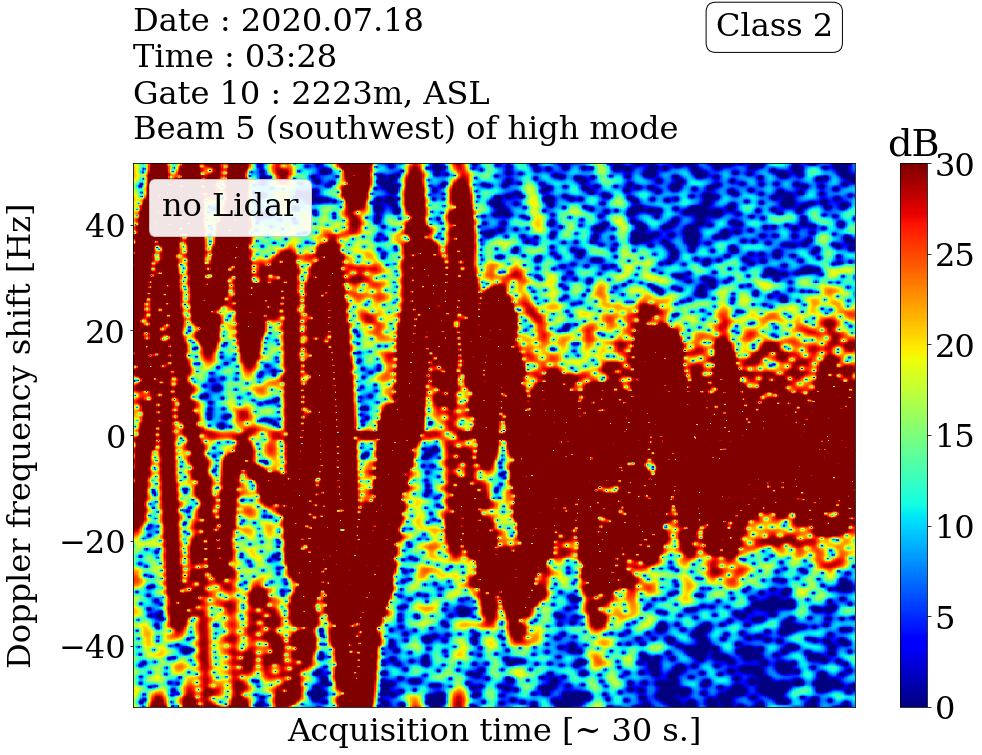 Date : 2020.07.18
Time : 03:28
Gate 10 : 2223m, ASL
Beam 5 (southwest) of high mode
Class 2
dB
no Lidar
Doppler frequency shift [Hz]
40
20
0
−20
−40
30
25
20
15
10
5
0
Acquisition time [~ 30 s.]